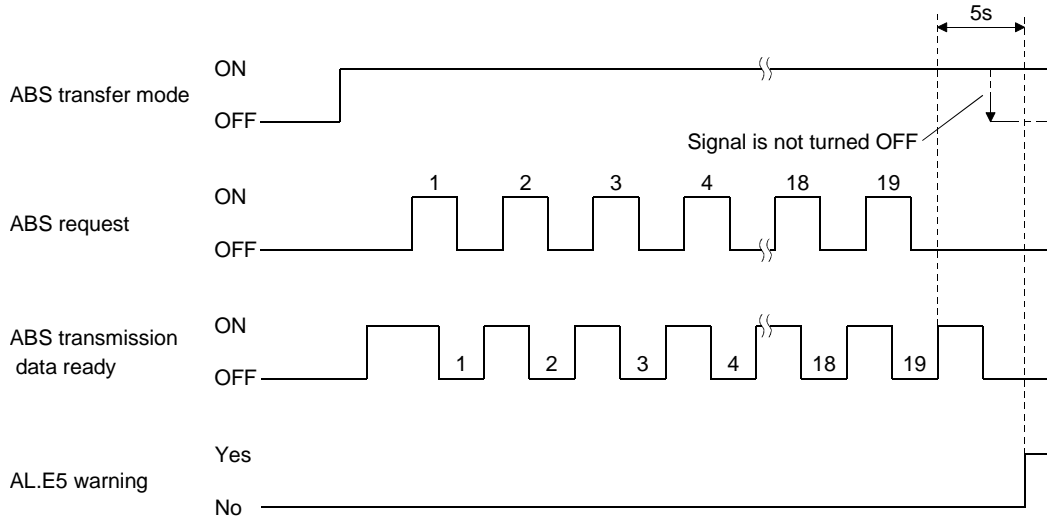 5s
ON
ABS transfer mode
OFF
Signal is not turned OFF
1 2 3 4 18 19
ON
ABS request
OFF
ON
ABS transmission
data ready
1 2 3 4 18 19
OFF
Yes
AL.E5 warning
No